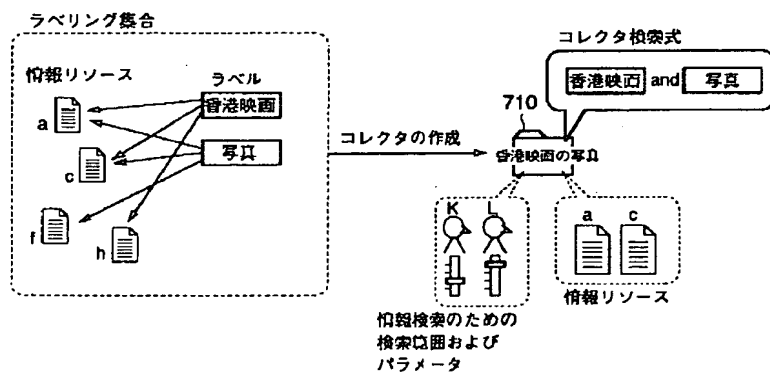 ラベリング集合
情報リソース
ラベル
香港映画
写真
a
c
f
h
コレクタの作成
コレクタ検索式
香港映画 and 写真
710
香港映画の写真
K L
a c
情報リソース
情報検索のための
検索範囲および
パラメータ